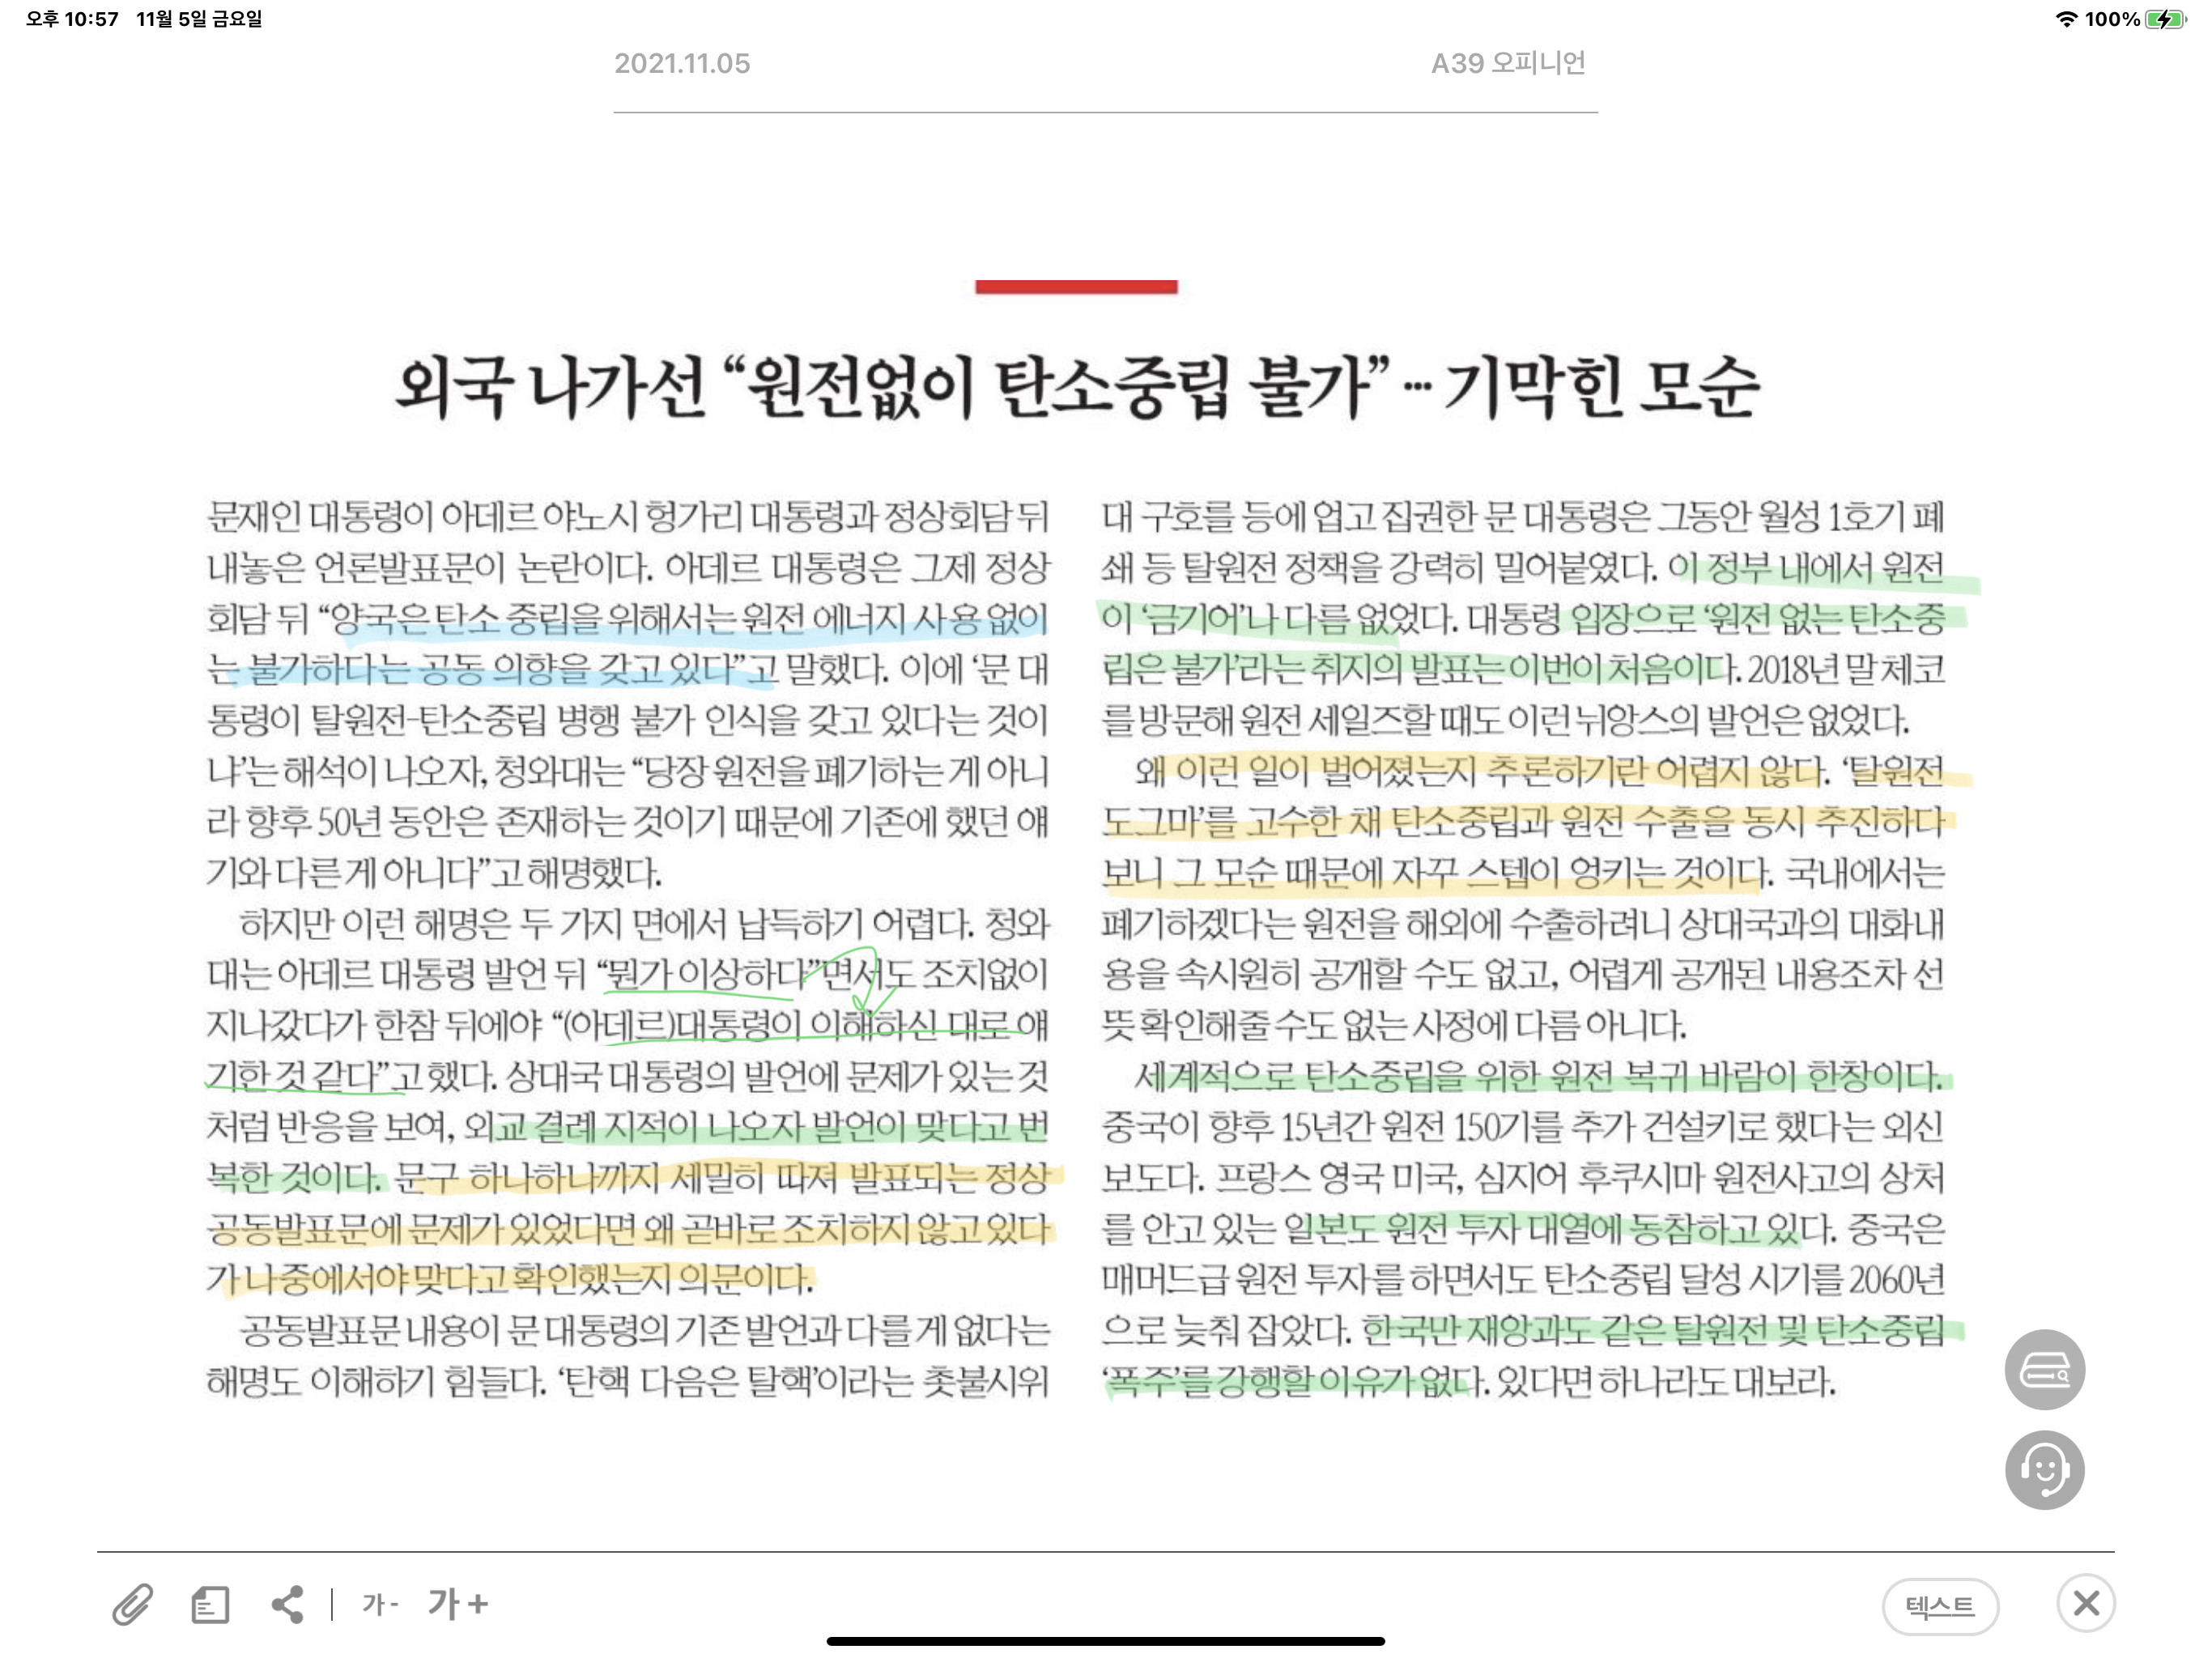 오후 10:57 11월 5일 금요일
100%
2021.11.05
A39 오피니언
외국 나가선 “원전없이 탄소중립 불가” … 기막힌 모순
문재인 대통령이 아데르 야노시 헝가리 대통령과 정상회담 뒤
내놓은 언론발표문이 논란이다. 아데르 대통령은 그제 정상
회담 뒤 “양국은 탄소 중립을 위해서는 원전 에너지 사용 없이
는 불가하다는 공동 의향을 갖고 있다”고 말했다. 이에 ‘문 대
통령이 탈원전-탄소중립 병행 불가 인식을 갖고 있다는 것이
냐’는 해석이 나오자, 청와대는 “당장 원전을 폐기하는 게 아니
라 향후 50년 동안은 존재하는 것이기 때문에 기존에 했던 얘
기와 다른 게 아니다”고 해명했다.
하지만 이런 해명은 두 가지 면에서 납득하기 어렵다. 청와
대는 아데르 대통령 발언 뒤 “뭔가 이상하다”면서도 조치없이
지나갔다가 한참 뒤에야 “(아데르)대통령이 이해하신 대로 얘
기한 것 같다”고 했다. 상대국 대통령의 발언에 문제가 있는 것
처럼 반응을 보여, 외교 결례 지적이 나오자 발언이 맞다고 번
복한 것이다. 문구 하나하나까지 세밀히 따져 발표되는 정상
공동발표문에 문제가 있었다면 왜 곧바로 조치하지 않고 있다
가 나중에서야 맞다고 확인했는지 의문이다.
공동발표문 내용이 문 대통령의 기존 발언과 다를 게 없다는
해명도 이해하기 힘들다. ‘탄핵 다음은 탈핵’이라는 촛불시위
대 구호를 등에 업고 집권한 문 대통령은 그동안 월성 1호기 폐
쇄 등 탈원전 정책을 강력히 밀어붙였다. 이 정부 내에서 원전
이 ‘금기어’나 다름 없었다. 대통령 입장으로 ‘원전 없는 탄소중
립은 불가’라는 취지의 발표는 이번이 처음이다. 2018년 말 체코
를 방문해 원전 세일즈할 때도 이런 뉘앙스의 발언은 없었다.
왜 이런 일이 벌어졌는지 추론하기란 어렵지 않다. ‘탈원전
도그마’를 고수한 채 탄소중립과 원전 수출을 동시 추진하다
보니 그 모순 때문에 자꾸 스텝이 엉키는 것이다. 국내에서는
폐기하겠다는 원전을 해외에 수출하려니 상대국과의 대화내
용을 속시원히 공개할 수도 없고, 어렵게 공개된 내용조차 선
뜻 확인해줄 수도 없는 사정에 다름 아니다.
세계적으로 탄소중립을 위한 원전 복귀 바람이 한창이다.
중국이 향후 15년간 원전 150기를 추가 건설키로 했다는 외신
보도다. 프랑스 영국 미국, 심지어 후쿠시마 원전사고의 상처
를 안고 있는 일본도 원전 투자 대열에 동참하고 있다. 중국은
매머드급 원전 투자를 하면서도 탄소중립 달성 시기를 2060년
으로 늦춰 잡았다. 한국만 재앙과도 같은 탈원전 및 탄소중립
‘폭주’를 강행할 이유가 없다. 있다면 하나라도 대보라.
가- 가+
텍스트